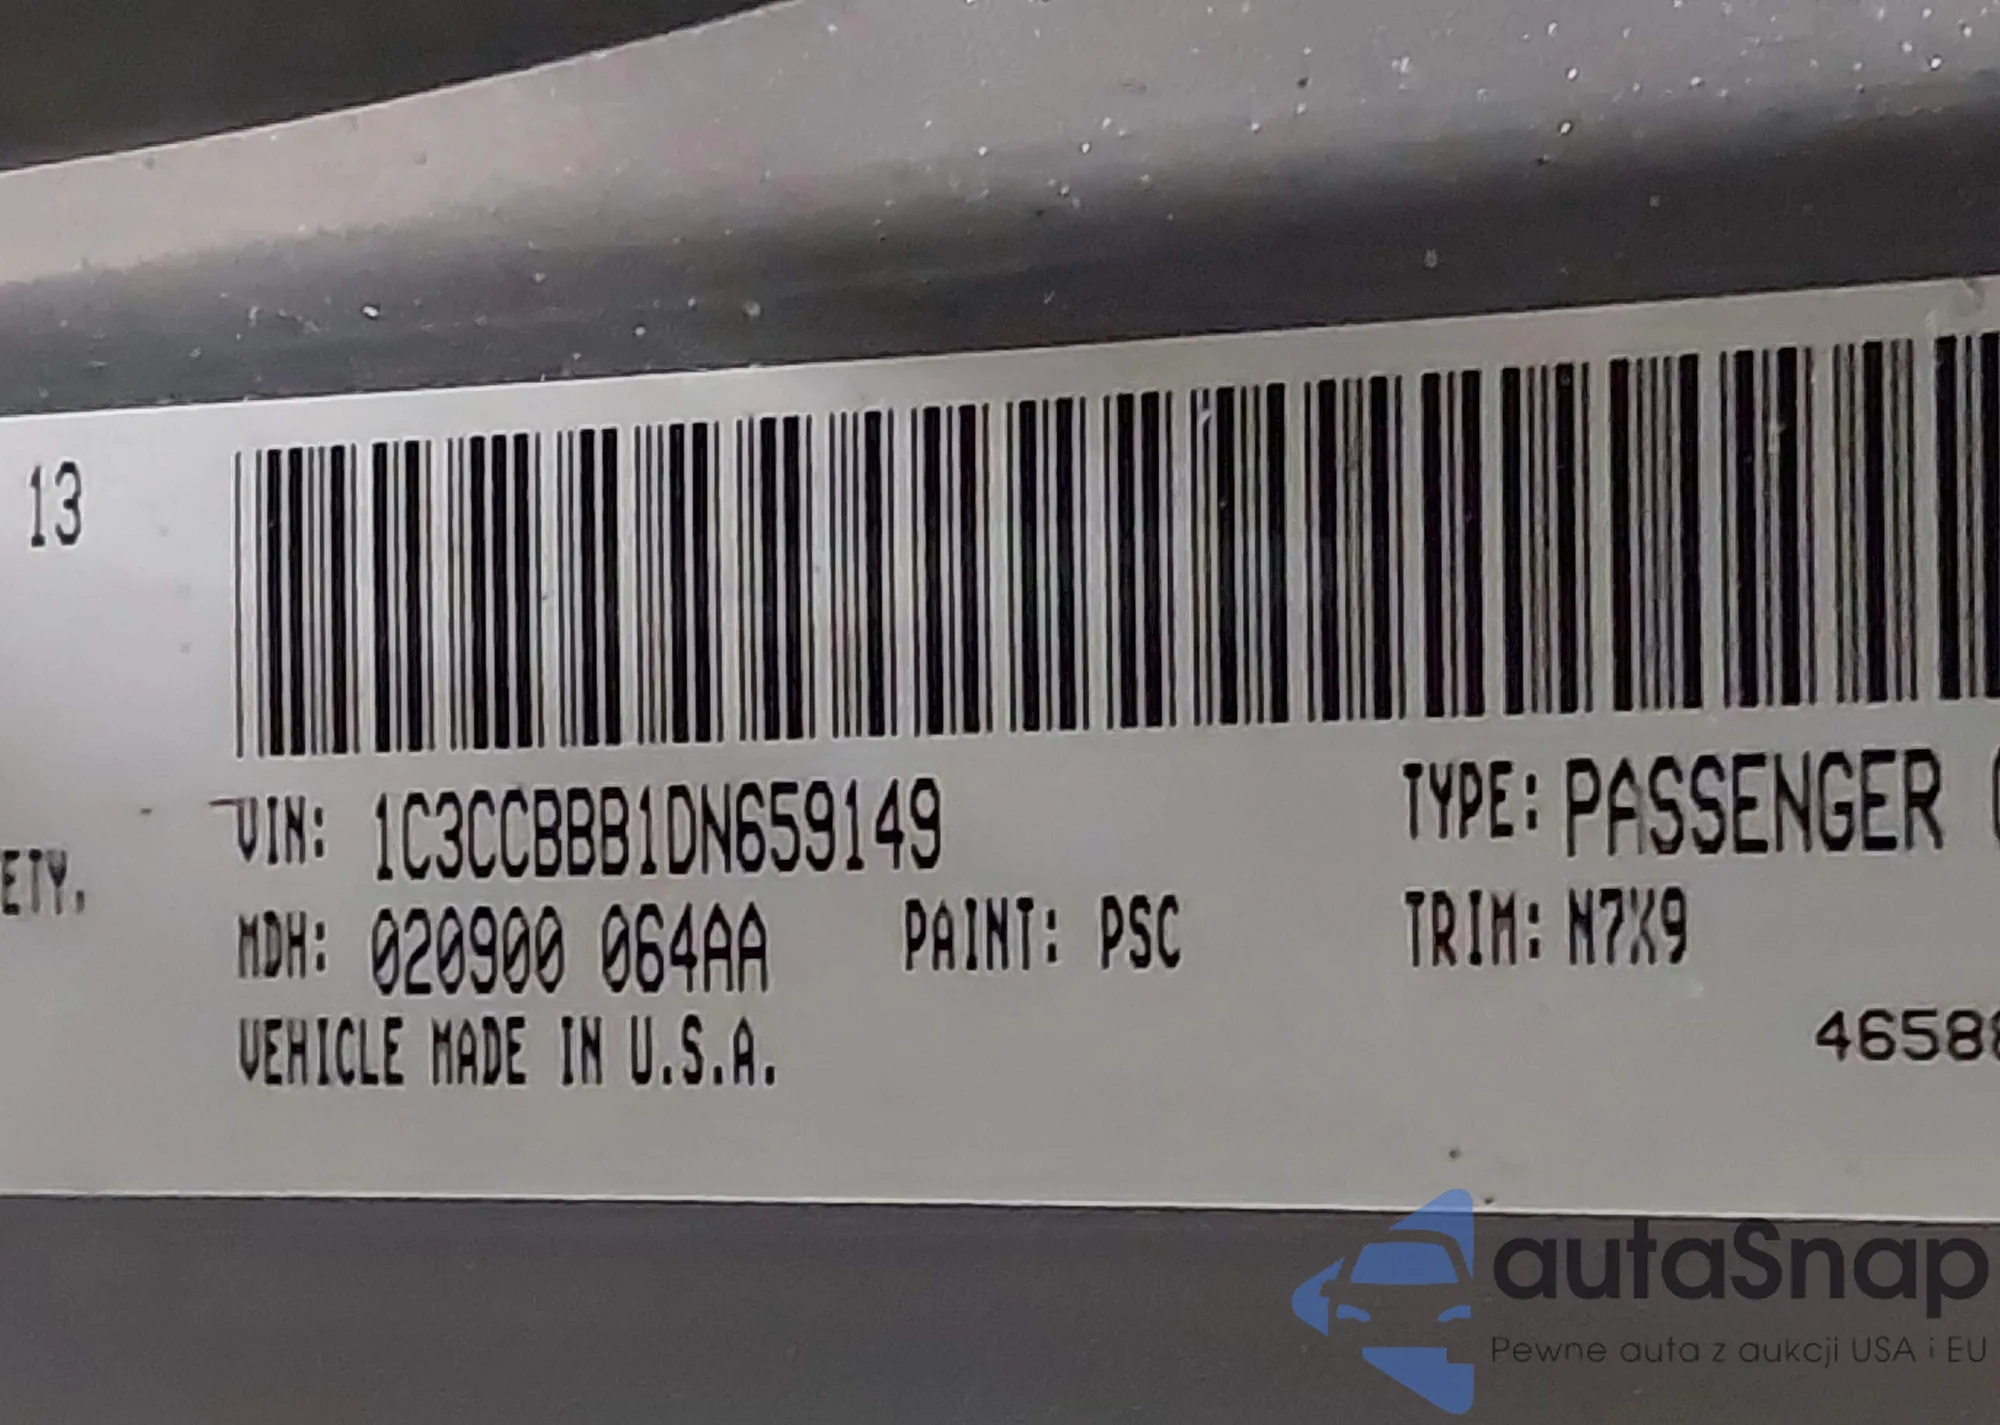 13
ETY.
VIN: 1C3CCBBB1DN659149
TYPE: PASSENGER
MDH: 020900 064AA
PAINT: PSC
TRIM: N7X9
VEHICLE MADE IN U.S.A.
4658
autaSnap
Pewne auta z aukcji USA i EU